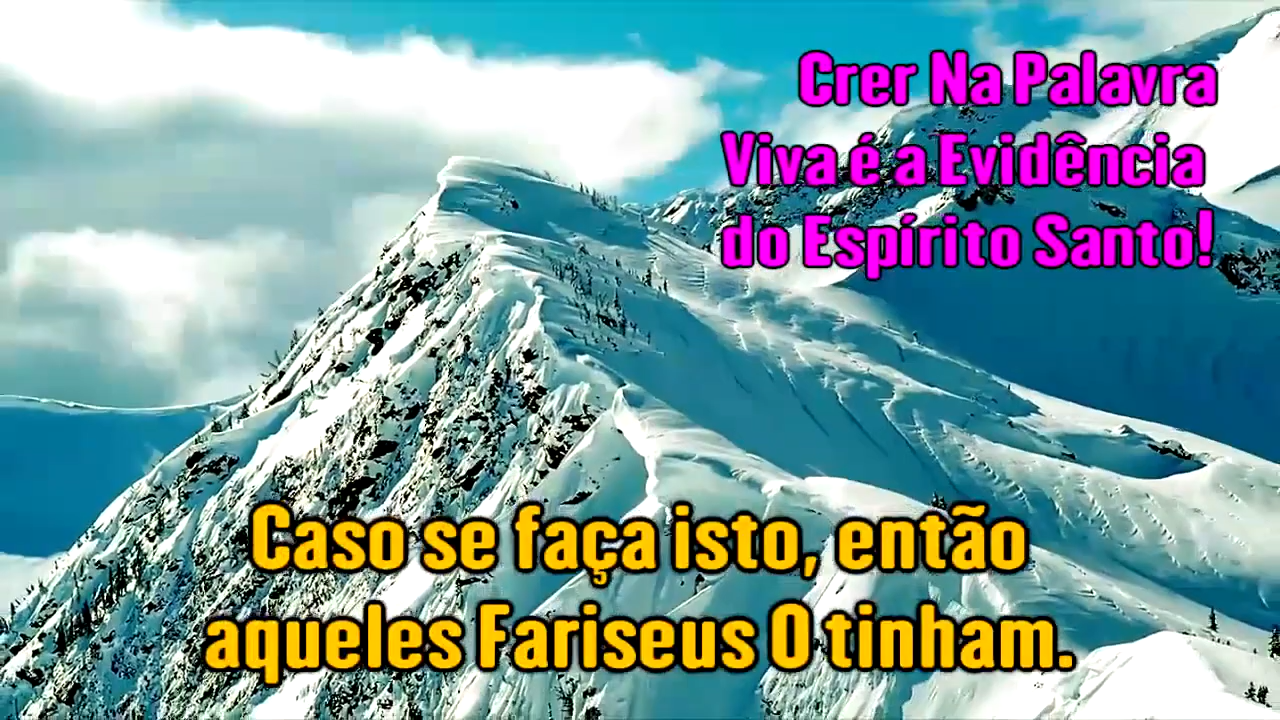 Crer Na Palavra
Viva é a Evidência
do Espírito Santo!
Caso se faça isto, então
aqueles Fariseus O tinham.